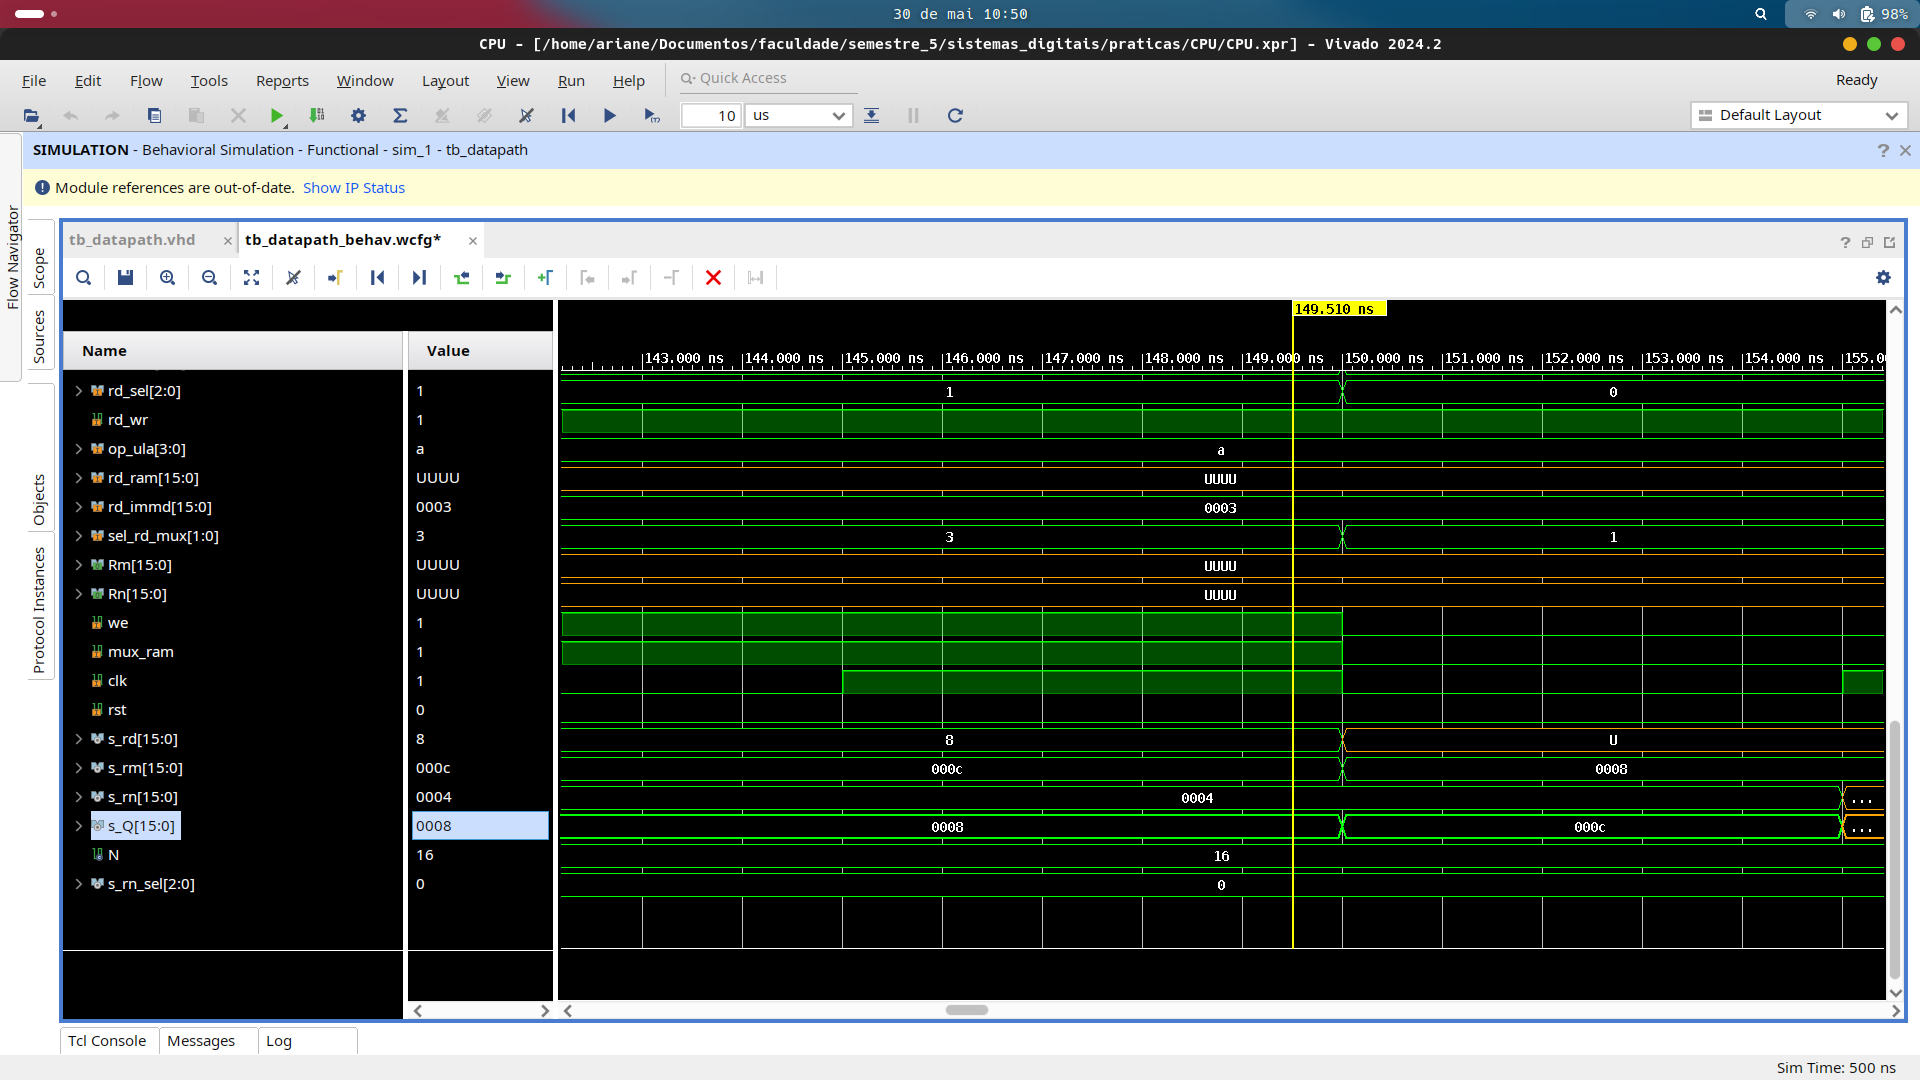 30 de mai 10:50
98%
CPU - [/home/ariane/Documentos/faculdade/semestre_5/sistemas_digitais/praticas/CPU/CPU.xpr] - Vivado 2024.2
File Edit Flow Tools Reports Window Layout View Run Help Quick Access Ready
10 us Default Layout
SIMULATION - Behavioral Simulation - Functional - sim_1 - tb_datapath
Module references are out-of-date. Show IP Status
Flow Navigator
Scope
Sources
Objects
Protocol Instances
tb_datapath.vhd tb_datapath_behav.wcfg*
149.510 ns
Name Value
143.000 ns 144.000 ns 145.000 ns 146.000 ns 147.000 ns 148.000 ns 149.000 ns 150.000 ns 151.000 ns 152.000 ns 153.000 ns 154.000 ns 155.0
rd_sel[2:0] 1 1 0
rd_wr 1
op_ula[3:0] a a
rd_ram[15:0] UUUU UUUU
rd_immd[15:0] 0003 0003
sel_rd_mux[1:0] 3 3 1
Rm[15:0] UUUU UUUU
Rn[15:0] UUUU UUUU
we 1
mux_ram 1
clk 1
rst 0
s_rd[15:0] 8 8 U
s_rm[15:0] 000c 000c 0008
s_rn[15:0] 0004 0004 ...
s_Q[15:0] 0008 0008 000c ...
N 16 16
s_rn_sel[2:0] 0 0
Tcl Console Messages Log
Sim Time: 500 ns